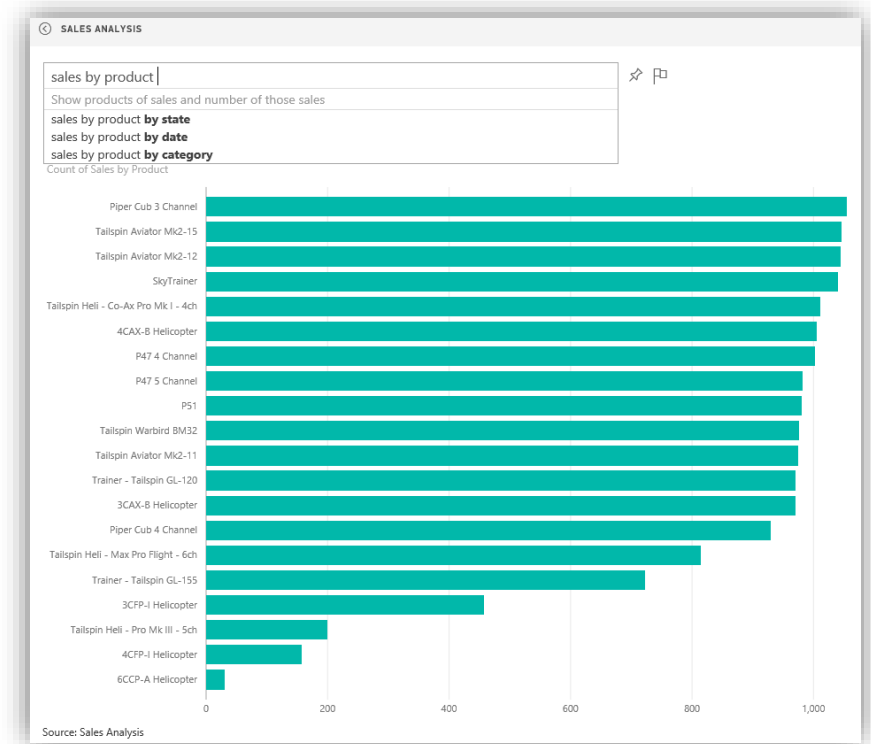 SALES ANALYSIS
sales by product
Show products of sales and number of those sales
sales by product by state
sales by product by date
sales by product by category
Count of Sales by Product
Piper Cub 3 Channel
Tailspin Aviator Mk2-15
Tailspin Aviator Mk2-12
SkyTrainer
Tailspin Heli - Co-Ax Pro Mk I - 4ch
4CAX-B Helicopter
P47 4 Channel
P47 5 Channel
P51
Tailspin Warbird BM32
Tailspin Aviator Mk2-11
Trainer - Tailspin GL-120
3CAX-B Helicopter
Piper Cub 4 Channel
Tailspin Heli - Max Pro Flight - 6ch
Trainer - Tailspin GL-155
3CFP-I Helicopter
Tailspin Heli - Pro Mk III - 5ch
4CFP-I Helicopter
6CCP-A Helicopter
0 200 400 600 800 1,000
Source: Sales Analysis